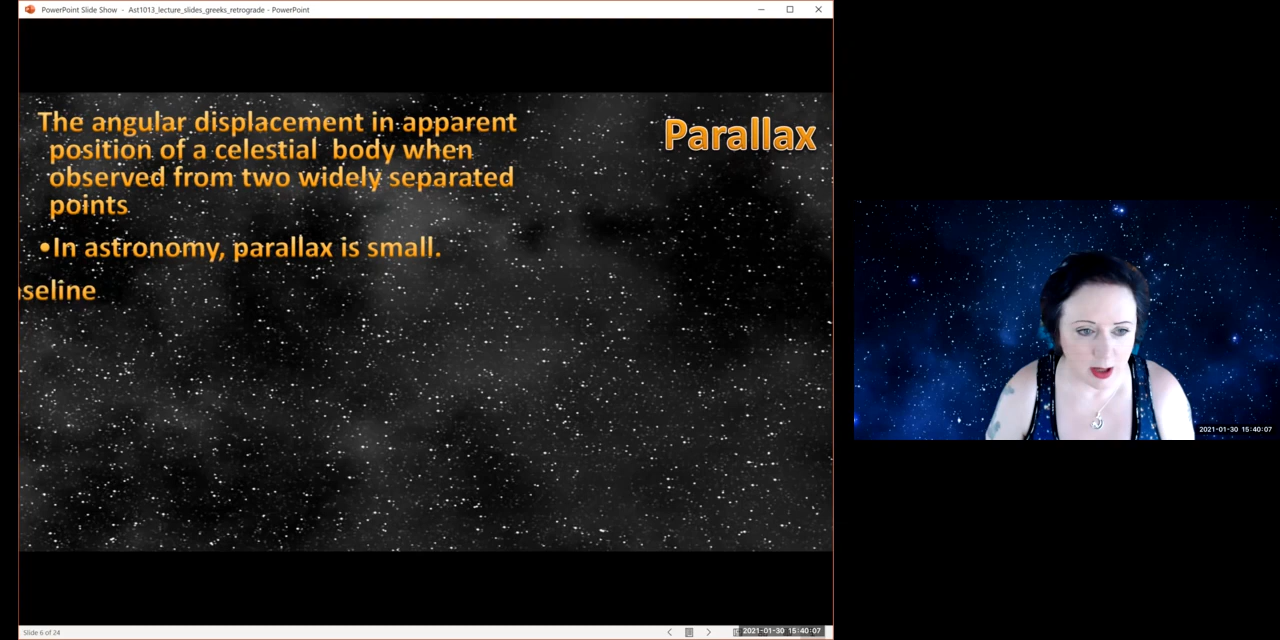 PowerPoint Slide Show - Ast1013_lecture_slides_greeks_retrograde - PowerPoint
Parallax
The angular displacement in apparent
position of a celestial body when
observed from two widely separated
points
•In astronomy, parallax is small.
seline
2021-01-30 15:40:07
Slide 6 of 24
2021-01-30 15:40:07